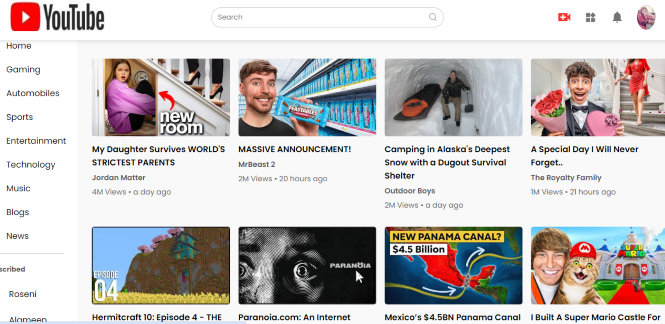 YouTube
Search
Home
Gaming
Automobiles
Sports
Entertainment
Technology
Music
Blogs
News
scribed
Roseni
Alameen
new
room
My Daughter Survives WORLD'S
STRICTEST PARENTS
Jordan Matter
4M Views • a day ago
FEASTABLES
MASSIVE ANNOUNCEMENT!
MrBeast 2
2M Views • 20 hours ago
Camping in Alaska's Deepest
Snow with a Dugout Survival
Shelter
Outdoor Boys
2M Views • a day ago
A Special Day I Will Never
Forget..
The Royalty Family
1M Views • 21 hours ago
EPISODE
04
Hermitcraft 10: Episode 4 - THE
PARANOIA
Paranoia.com: An Internet
NEW PANAMA CANAL?
$4.5 Billion
Mexico's $4.5BN Panama Canal
SUPER
MARIO
I Built A Super Mario Castle For